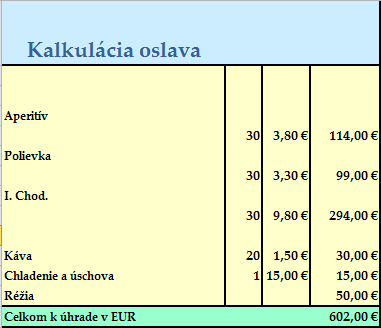 Kalkulácia oslava
Aperitív
30 3,80 € 114,00 €
Polievka
30 3,30 € 99,00 €
I. Chod.
30 9,80 € 294,00 €
Káva 20 1,50 € 30,00 €
Chladenie a úschova 1 15,00 € 15,00 €
Réžia 50,00 €
Celkom k úhrade v EUR 602,00 €